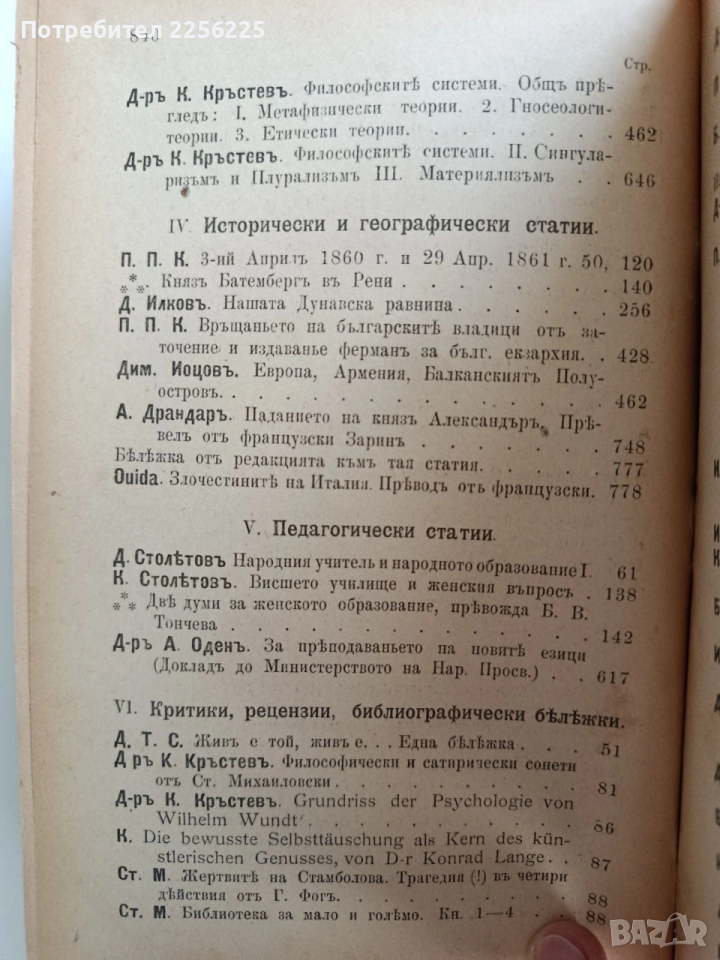 Потребител 2256225
Стр.
Д-ръ К. Кръстевъ. Философскитѣ системи. Общъ прѣ-
гледъ: I. Метафизически теории. 2. Гносеологи-
теории. 3. Етически теории. . . . . . . . 462
Д-ръ К. Кръстевъ. Философскитѣ системи. II. Сингула-
ризъмъ и Плурализъмъ III. Материялизъмъ . . 646
IV. Исторически и географически статии.
П. П. К. 3-ий Априлъ 1860 г. и 29 Апр. 1861 г. 50, 120
*** Князъ Батембергъ въ Рени . . . . . . . 140
Д. Илковъ. Нашата Дунавска равнина . . . . . . 256
П. П. К. Връщаньето на българскитѣ владици отъ за-
точение и издаванье ферманъ за бълг. екзархия. . 428
Дим. Иоцовъ. Европа, Армения, Балканскиятъ Полу-
островъ. . . . . . . . . . . . . 462
А. Драндаръ. Паданието на князъ Александъръ, Прѣ-
велъ отъ французски Заринъ . . . . . . . 748
Бѣлѣжка отъ редакцията къмъ тая статия. . . . . 777
Ouida. Злочестинитѣ на Италия. Прѣводъ отъ французски. 778
V. Педагогически статии.
Д. Столѣтовъ Народния учитель и народното образование I. 61
К. Столѣтовъ. Висшето училище и женския въпросъ . 138
*** Двѣ думи за женското образование, прѣвожда Б. В.
Тончева . . . . . . . . . . . . 142
Д-ръ А. Оденъ. За прѣподаваньето на новитѣ езици
(Докладъ до Министерството на Нар. Просв.) . . 617
VI. Критики, рецензии, библиографически бѣлѣжки.
Д. Т. С. Живъ е той, живъ е. . . Една бѣлѣжка . . . 51
Д ръ К. Кръстевъ. Философически и сатирически сонети
отъ Ст. Михаиловски . . . . . . . . . 81
Д-ръ К. Кръстевъ. Grundriss der Psychologie von
Wilhelm Wundt . . . . . . . . . . 86
К. Die bewusste Selbsttäuschung als Kern des kün-
stlerischen Genusses, von D-r Konrad Lange. . . 87
Ст. М. Жертвитѣ на Стамболова. Трагедия (!) въ четири
дѣйствия отъ Г. Фогъ. . . . . . . . . 88
Ст. М. Библиотека за мало и голѣмо. Кн. 1—4 . . . 88
BAZAR